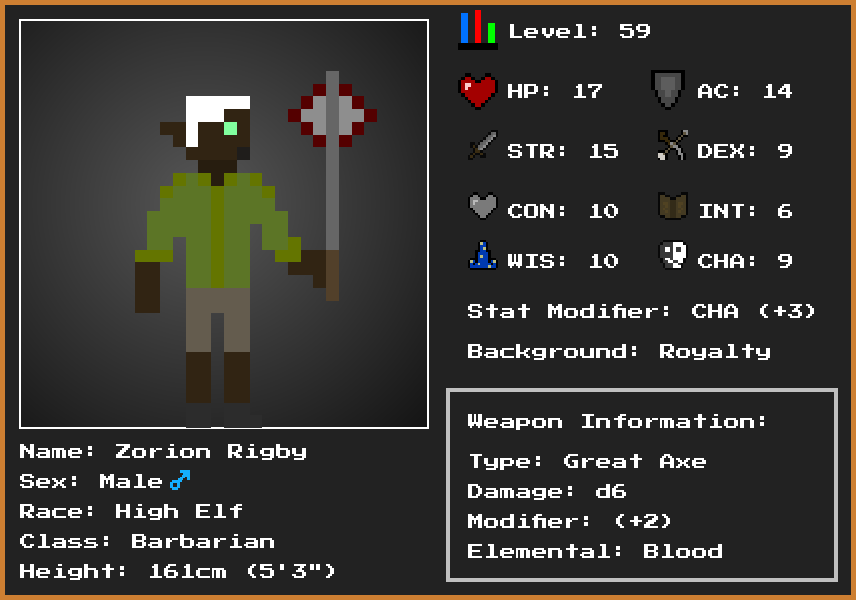 Level: 59
HP: 17
AC: 14
STR: 15
DEX: 9
CON: 10
INT: 6
WIS: 10
CHA: 9
Stat Modifier: CHA (+3)
Background: Royalty
Weapon Information:
Type: Great Axe
Damage: d6
Modifier: (+2)
Elemental: Blood
Name: Zorion Rigby
Sex: Male♂
Race: High Elf
Class: Barbarian
Height: 161cm (5'3")